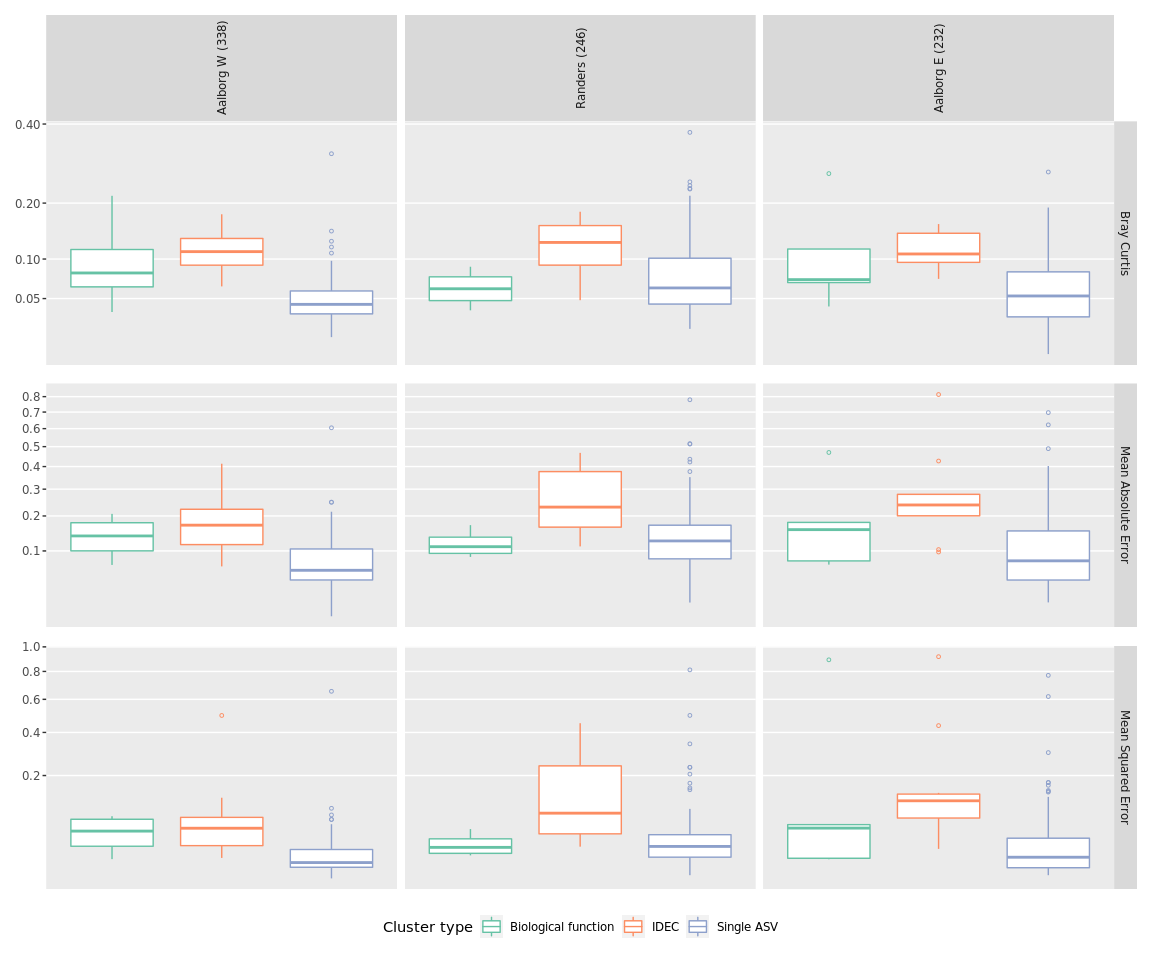 Aalborg W (338)
Randers (246)
Aalborg E (232)
0.40
0.20
0.10
0.05
Bray Curtis
0.8
0.7
0.6
0.5
0.4
0.3
0.2
0.1
Mean Absolute Error
1.0
0.8
0.6
0.4
0.2
Mean Squared Error
Cluster type Biological function IDEC Single ASV